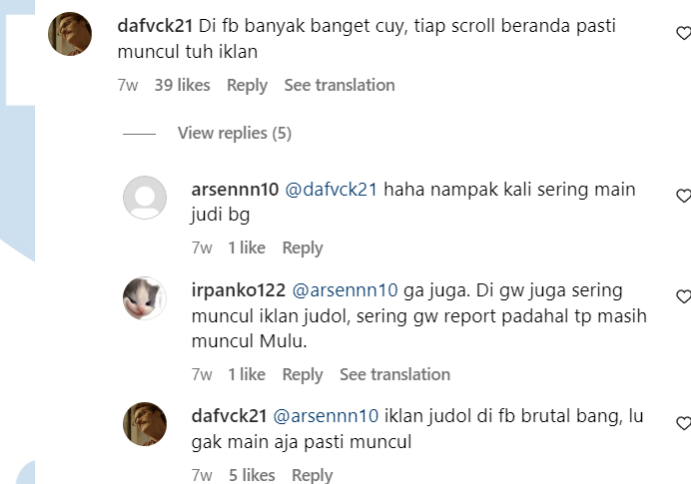 dafvck21 Di fb banyak banget cuy, tiap scroll beranda pasti
muncul tuh iklan
7w 39 likes Reply See translation
View replies (5)
arsennn10 @dafvck21 haha nampak kali sering main
judi bg
7w 1 like Reply
irpanko122 @arsennn10 ga juga. Di gw juga sering
muncul iklan judol, sering gw report padahal tp masih
muncul Mulu.
7w 1 like Reply See translation
dafvck21 @arsennn10 iklan judol di fb brutal bang, lu
gak main aja pasti muncul
7w 5 likes Reply